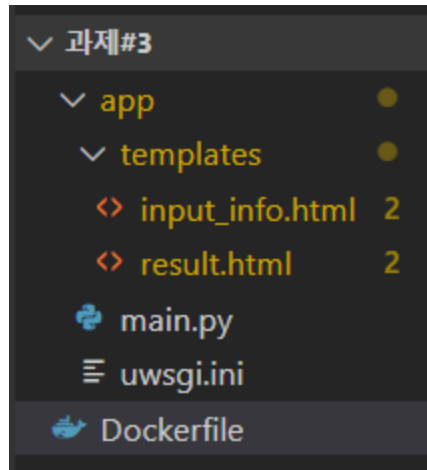 과제#3
app
templates
input_info.html 2
result.html 2
main.py
uwsgi.ini
Dockerfile